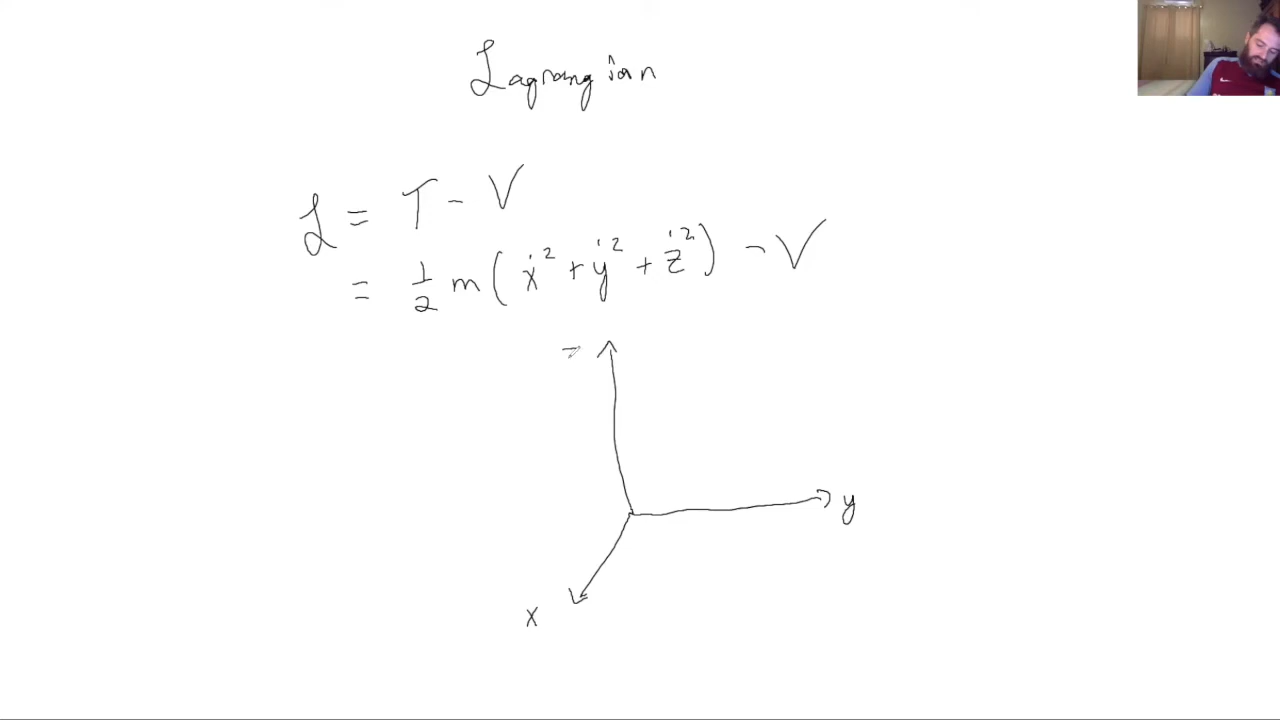 Lagrangian
ℒ = T - V
= 1/2 m(ẋ² + ẏ² + ż²) - V
y
x